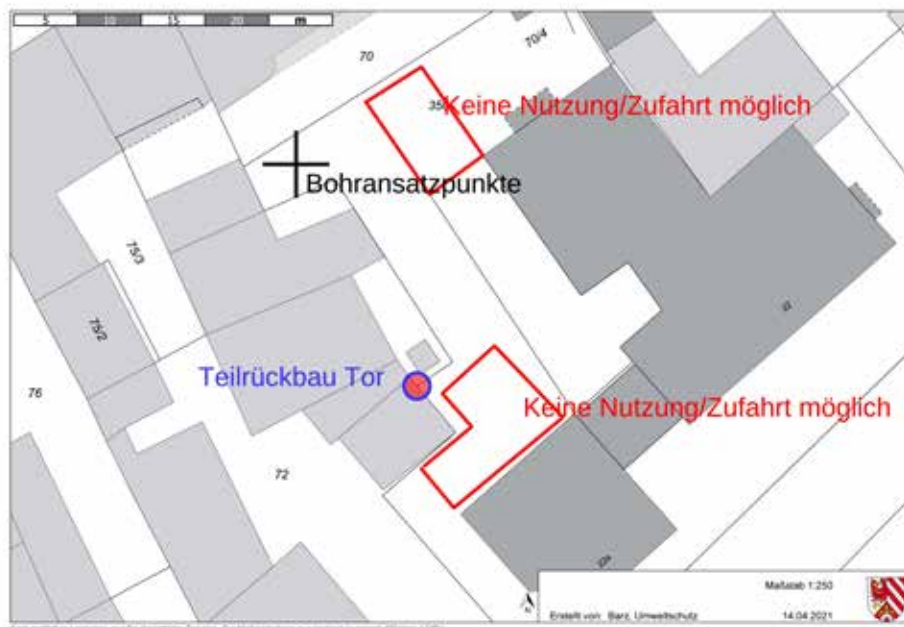 5 10 15 20 m
70
70/4
Keine Nutzung/Zufahrt möglich
Bohransatzpunkte
75/3
75/2
Teilrückbau Tor
76
Keine Nutzung/Zufahrt möglich
72
Maßstab 1:250
Erstellt von: Barz, Umweltschutz 14.04.2021